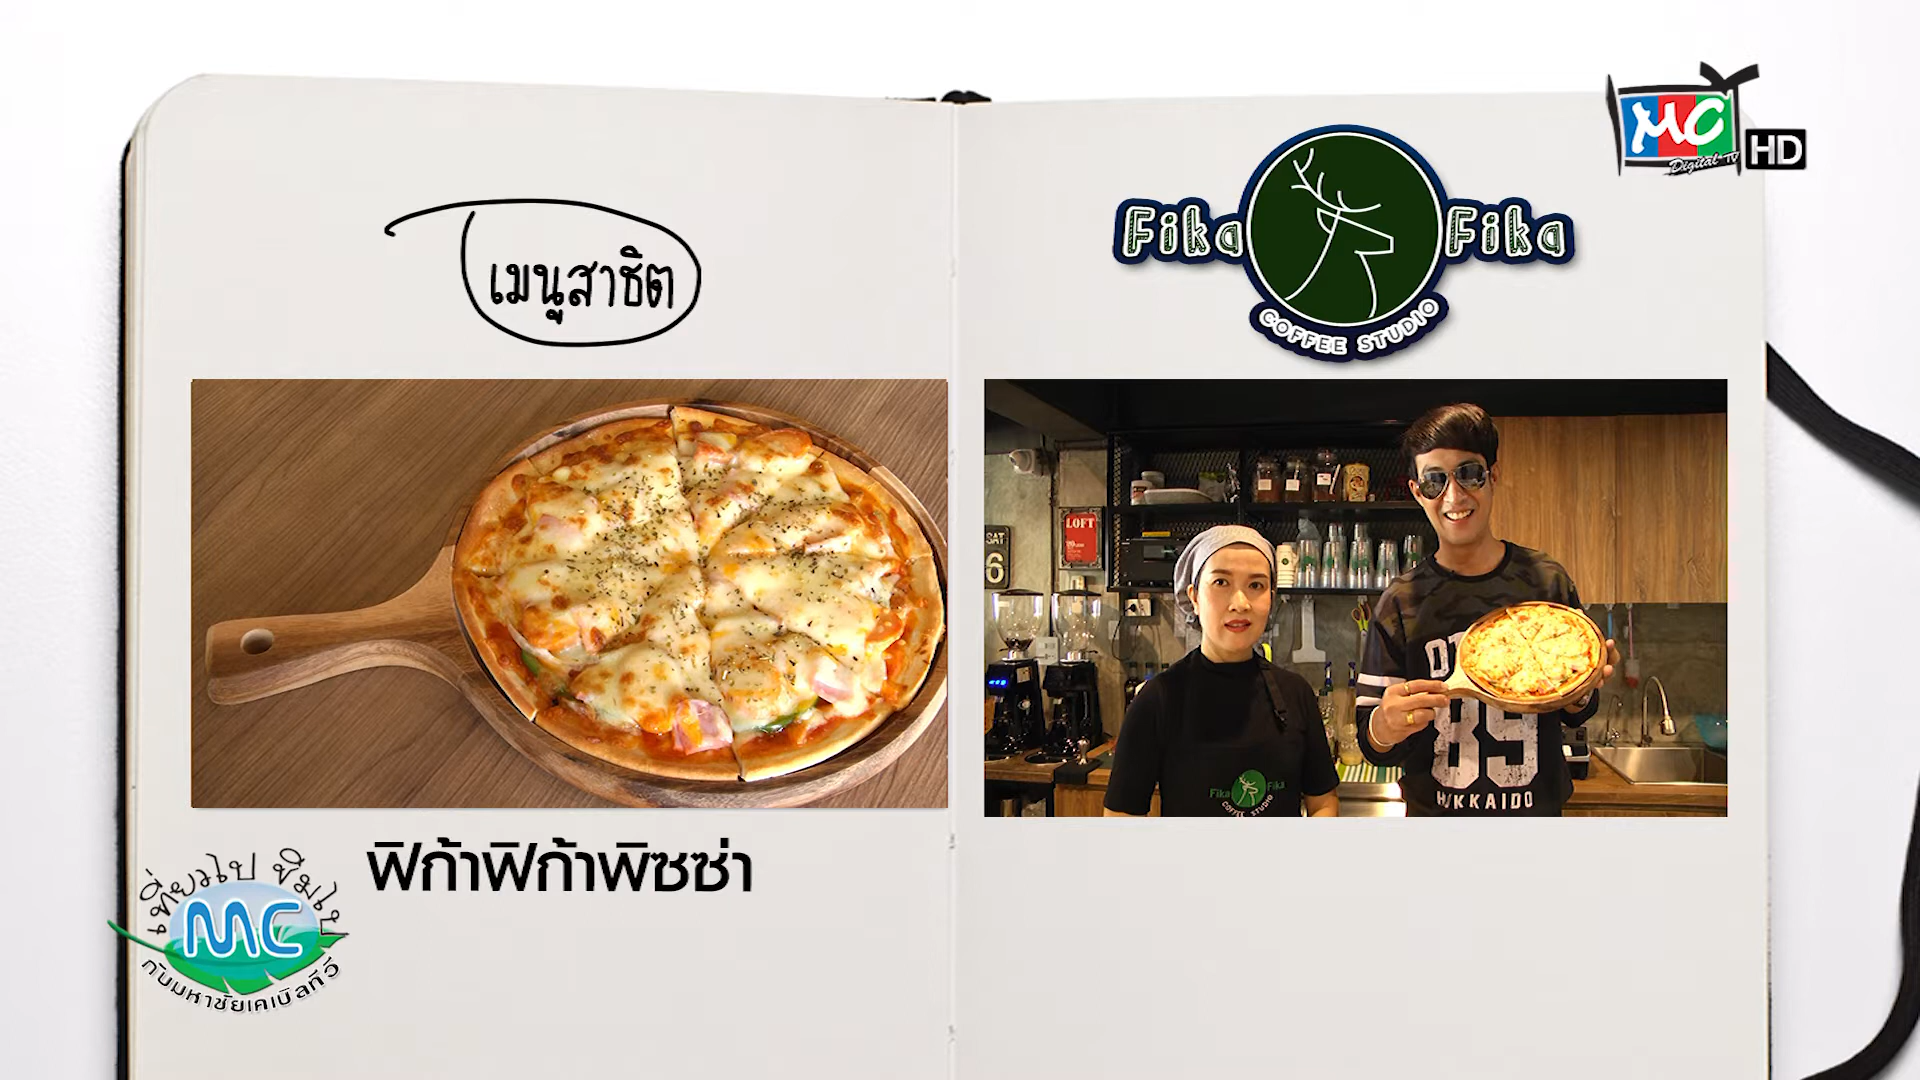 เมนูสาธิต
ฟิก้าฟิก้าพิซซ่า
เที่ยวไป ชิมไป
MC
กับมหาชัยเคเบิลทีวี
Fika Fika
COFFEE STUDIO
MC
Digital TV
HD
LOFT
SAT
6
Fika Fika
COFFEE STUDIO
89
HOKKAIDO